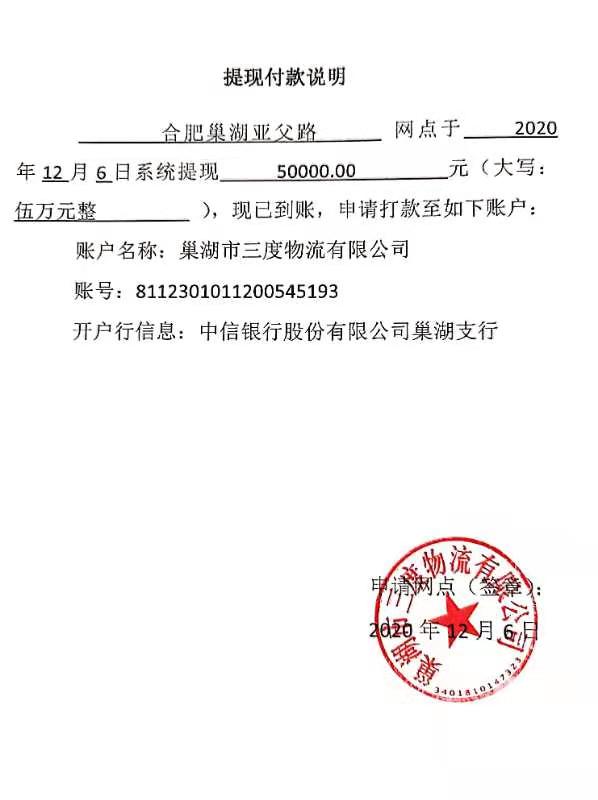 提现付款说明
合肥巢湖亚父路 网点于 2020
年 12 月 6 日系统提现 50000.00 元（大写：
伍万元整 ），现已到账，申请打款至如下账户：
账户名称：巢湖市三度物流有限公司
账号：8112301011200545193
开户行信息：中信银行股份有限公司巢湖支行
申请网点（签章）：
2020 年 12 月 6 日
巢湖市三度物流有限公司
3401810147323